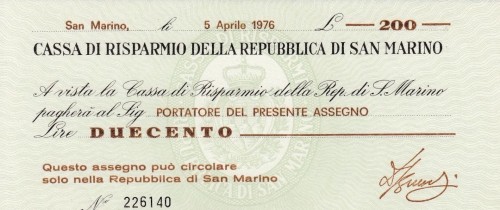 San Marino, li 5 Aprile 1976 £ — 200 —
CASSA DI RISPARMIO DELLA REPUBBLICA DI SAN MARINO
A vista la Cassa di Risparmio della Rep. di S. Marino
pagherà al Sig. PORTATORE DEL PRESENTE ASSEGNO
Lire DUECENTO
Questo assegno può circolare
solo nella Repubblica di San Marino
N° 226140